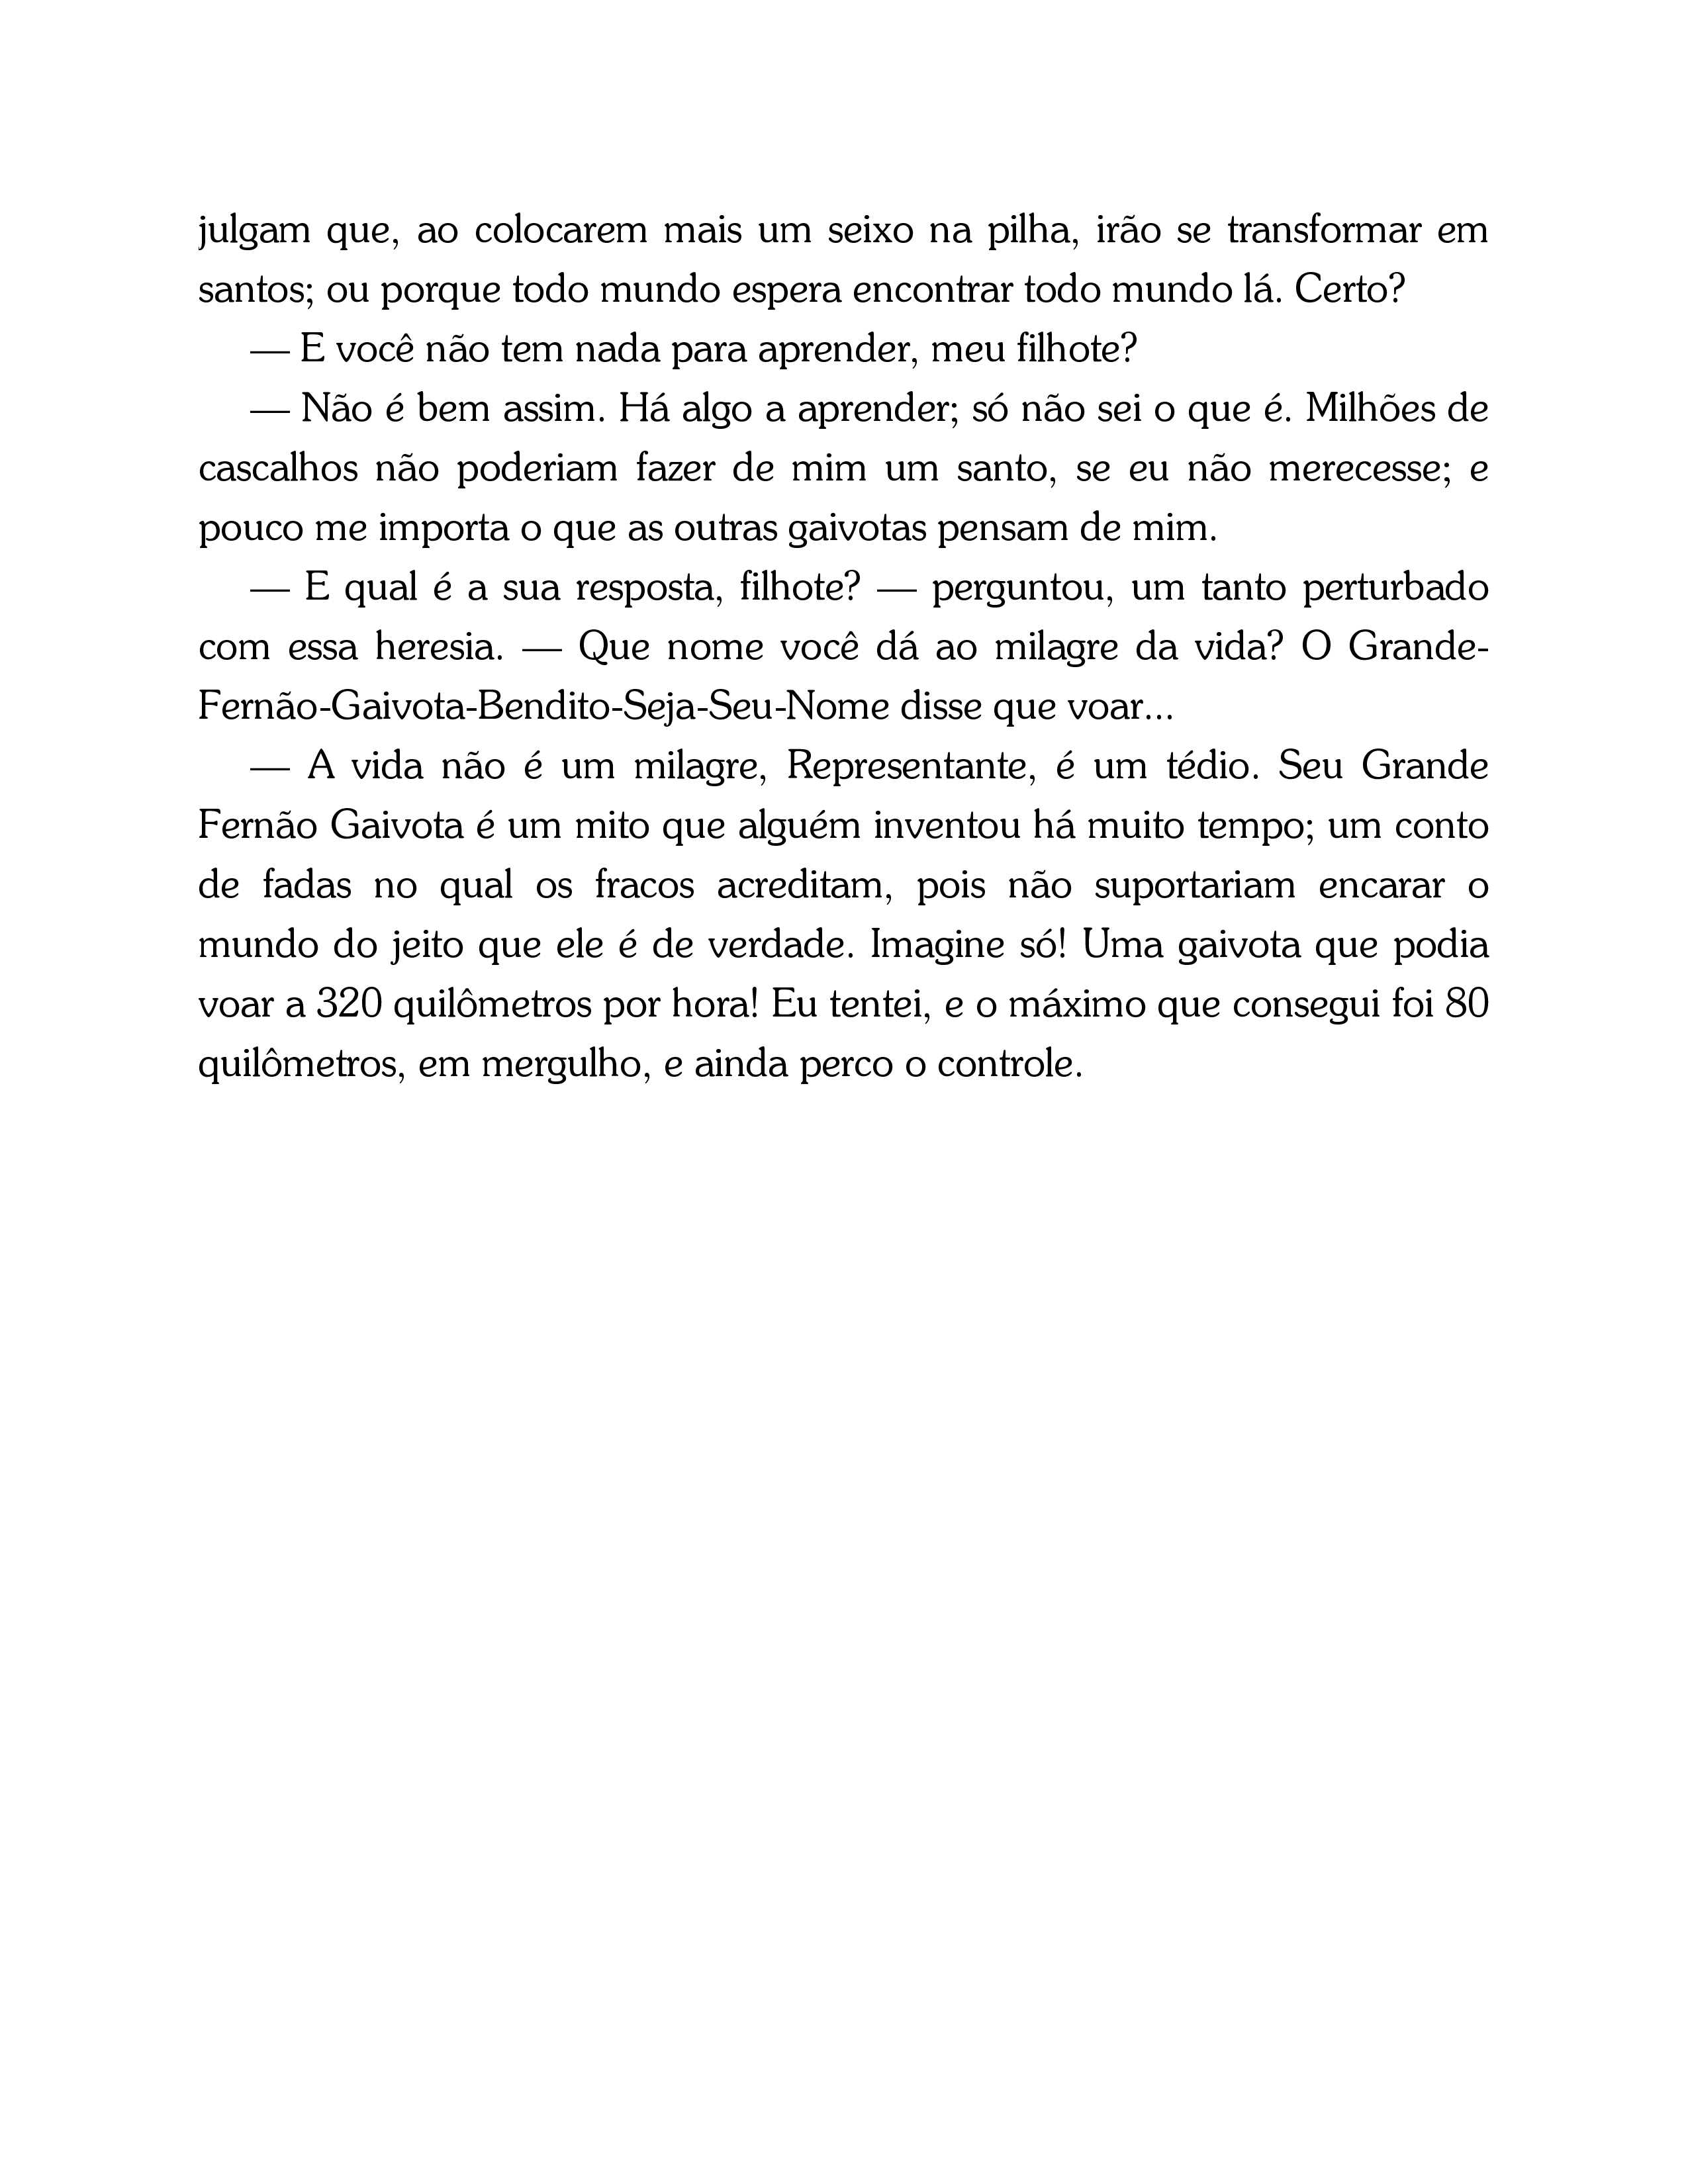 julgam que, ao colocarem mais um seixo na pilha, irão se transformar em
santos; ou porque todo mundo espera encontrar todo mundo lá. Certo?
— E você não tem nada para aprender, meu filhote?
— Não é bem assim. Há algo a aprender; só não sei o que é. Milhões de
cascalhos não poderiam fazer de mim um santo, se eu não merecesse; e
pouco me importa o que as outras gaivotas pensam de mim.
— E qual é a sua resposta, filhote? — perguntou, um tanto perturbado
com essa heresia. — Que nome você dá ao milagre da vida? O Grande-
Fernão-Gaivota-Bendito-Seja-Seu-Nome disse que voar...
— A vida não é um milagre, Representante, é um tédio. Seu Grande
Fernão Gaivota é um mito que alguém inventou há muito tempo; um conto
de fadas no qual os fracos acreditam, pois não suportariam encarar o
mundo do jeito que ele é de verdade. Imagine só! Uma gaivota que podia
voar a 320 quilômetros por hora! Eu tentei, e o máximo que consegui foi 80
quilômetros, em mergulho, e ainda perco o controle.